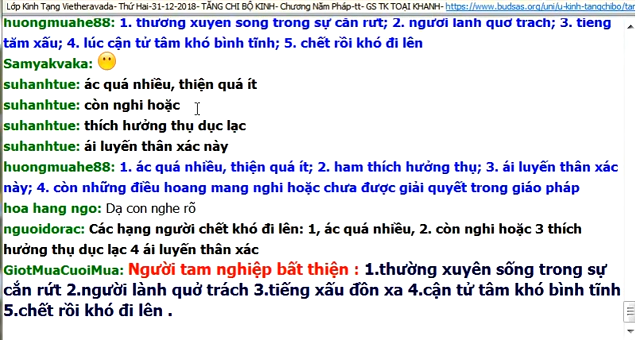 Lớp Kinh Tạng Vietheravada- Thứ Hai-31-12-2018- TĂNG CHI BỘ KINH- Chương Năm Pháp-tt- GS TK TOẠI KHANH- https://www.budsas.org/uni/u-kinh-tangchibo/tan
huongmuahe88: 1. thường xuyên sống trong sự cắn rứt; 2. người lành quở trách; 3. tiếng
tăm xấu; 4. lúc cận tử tâm khó bình tĩnh; 5. chết rồi khó đi lên
Samyakvaka:
suhanhtue: ác quá nhiều, thiện quá ít
suhanhtue: còn nghi hoặc
suhanhtue: thích hưởng thụ dục lạc
suhanhtue: ái luyến thân xác này
huongmuahe88: 1. ác quá nhiều, thiện quá ít; 2. ham thích hưởng thụ; 3. ái luyến thân xác
này; 4. còn những điều hoang mang nghi hoặc chưa được giải quyết trong giáo pháp
hoa hang ngo: Dạ con nghe rõ
nguoidorac: Các hạng người chết khó đi lên: 1, ác quá nhiều, 2. còn nghi hoặc 3 thích
hưởng thụ dục lạc 4 ái luyến thân xác
GiotMuaCuoiMua: Người tam nghiệp bất thiện : 1.thường xuyên sống trong sự
cắn rứt 2.người lành quở trách 3.tiếng xấu đồn xa 4.cận tử tâm khó bình tĩnh
5.chết rồi khó đi lên .